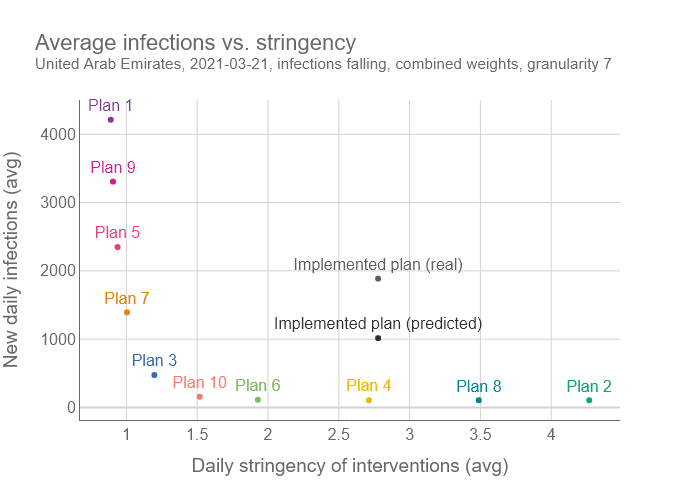 Average infections vs. stringency
United Arab Emirates, 2021-03-21, infections falling, combined weights, granularity 7
New daily infections (avg)
4000
3000
2000
1000
0
Plan 1
Plan 9
Plan 5
Plan 7
Implemented plan (real)
Implemented plan (predicted)
Plan 3
Plan 10
Plan 6
Plan 4
Plan 8
Plan 2
1
1.5
2
2.5
3
3.5
4
Daily stringency of interventions (avg)